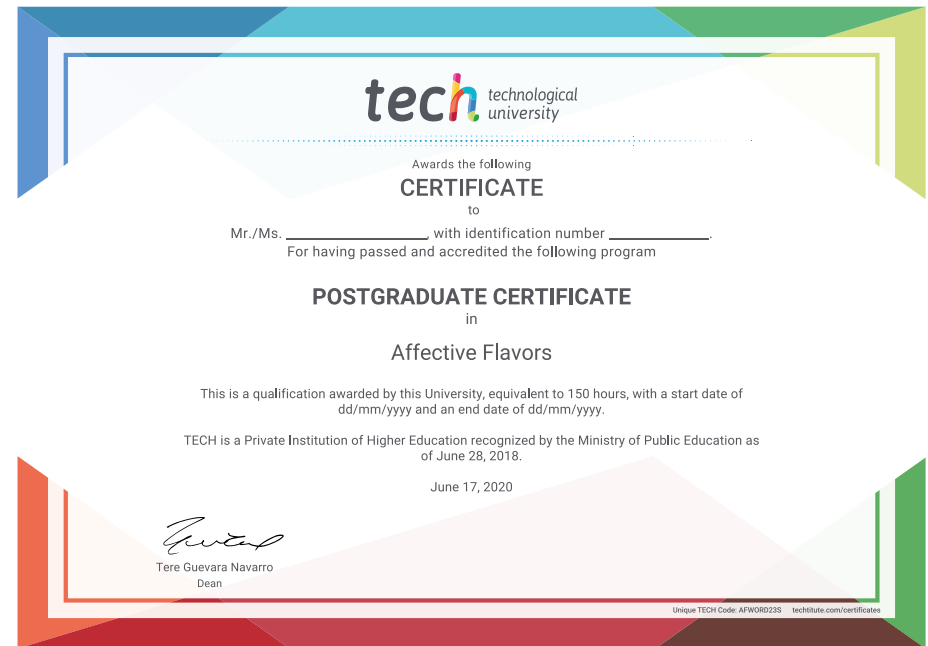 tech technological
university
Awards the following
CERTIFICATE
to
Mr./Ms. ____________________, with identification number ______________.
For having passed and accredited the following program
POSTGRADUATE CERTIFICATE
in
Affective Flavors
This is a qualification awarded by this University, equivalent to 150 hours, with a start date of
dd/mm/yyyy and an end date of dd/mm/yyyy.
TECH is a Private Institution of Higher Education recognized by the Ministry of Public Education as
of June 28, 2018.
June 17, 2020
Tere Guevara Navarro
Dean
Unique TECH Code: AFWORD23S techtitute.com/certificates